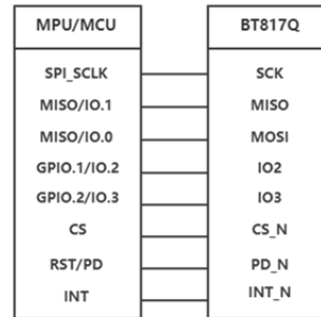 MPU/MCU BT817Q
SPI_SCLK SCK
MISO/IO.1 MISO
MISO/IO.0 MOSI
GPIO.1/IO.2 IO2
GPIO.2/IO.3 IO3
CS CS_N
RST/PD PD_N
INT INT_N